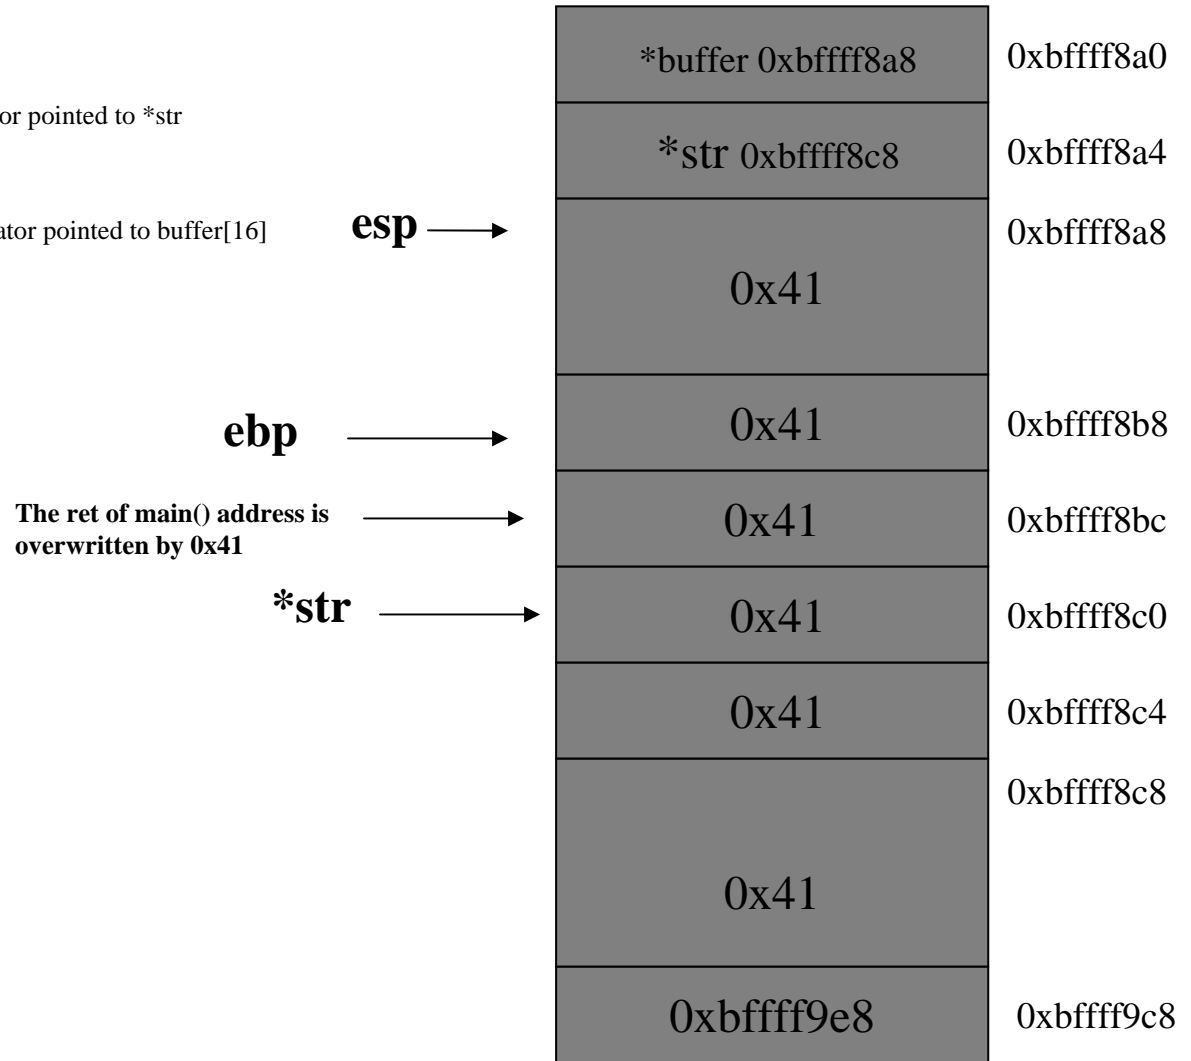 *buffer 0xbffff8a8 0xbffff8a0
or pointed to *str
*str 0xbffff8c8 0xbffff8a4
ator pointed to buffer[16] esp 0xbffff8a8
0x41
ebp 0x41 0xbffff8b8
The ret of main() address is
overwritten by 0x41
0x41 0xbffff8bc
*str 0x41 0xbffff8c0
0x41 0xbffff8c4
0xbffff8c8
0x41
0xbffff9e8 0xbffff9c8